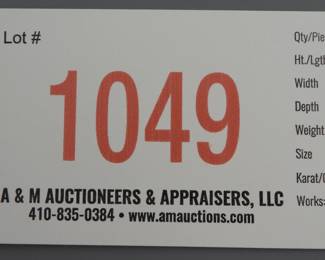 Lot #
1049
A & M AUCTIONEERS & APPRAISERS, LLC
410-835-0384 • www.amauctions.com
Qty/Pie
Ht./Lgth
Width
Depth
Weight
Size
Karat/
Works: